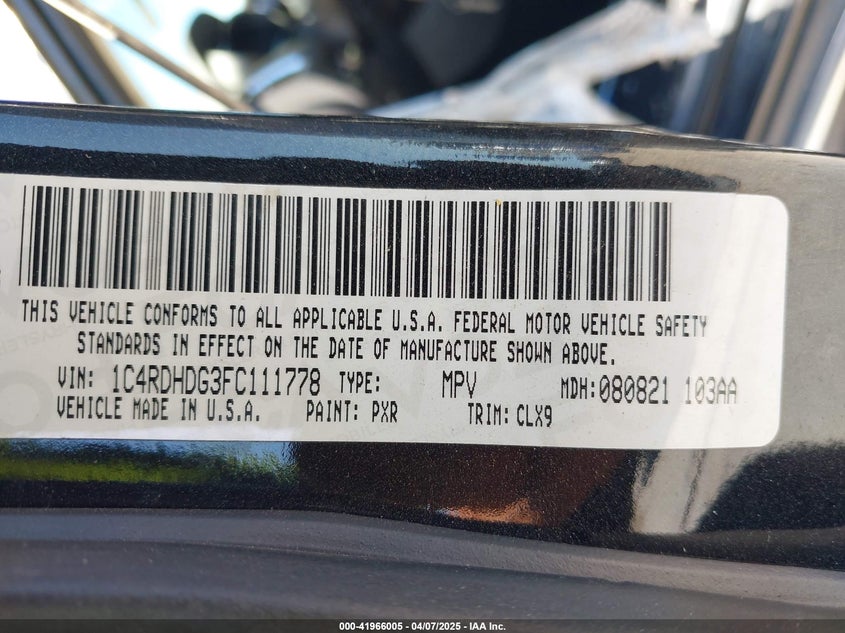 THIS VEHICLE CONFORMS TO ALL APPLICABLE U.S.A. FEDERAL MOTOR VEHICLE SAFETY
STANDARDS IN EFFECT ON THE DATE OF MANUFACTURE SHOWN ABOVE.
VIN: 1C4RDHDG3FC111778 TYPE: MPV MDH:080821 103AA
VEHICLE MADE IN U.S.A. PAINT: PXR TRIM: CLX9
000-41966005 - 04/07/2025 - IAA Inc.